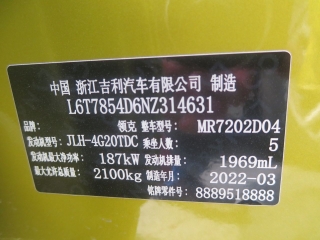 中国 浙江吉利汽车有限公司 制造
L6T7854D6NZ314631
品牌: 领克 整车型号: MR7202D04
发动机型号: JLH-4G20TDC 乘坐人数: 5
发动机最大净功率: 187kW 发动机排量: 1969mL
最大允许总质量: 2100kg 制造年月: 2022-03
铭牌零件号: 8889518888